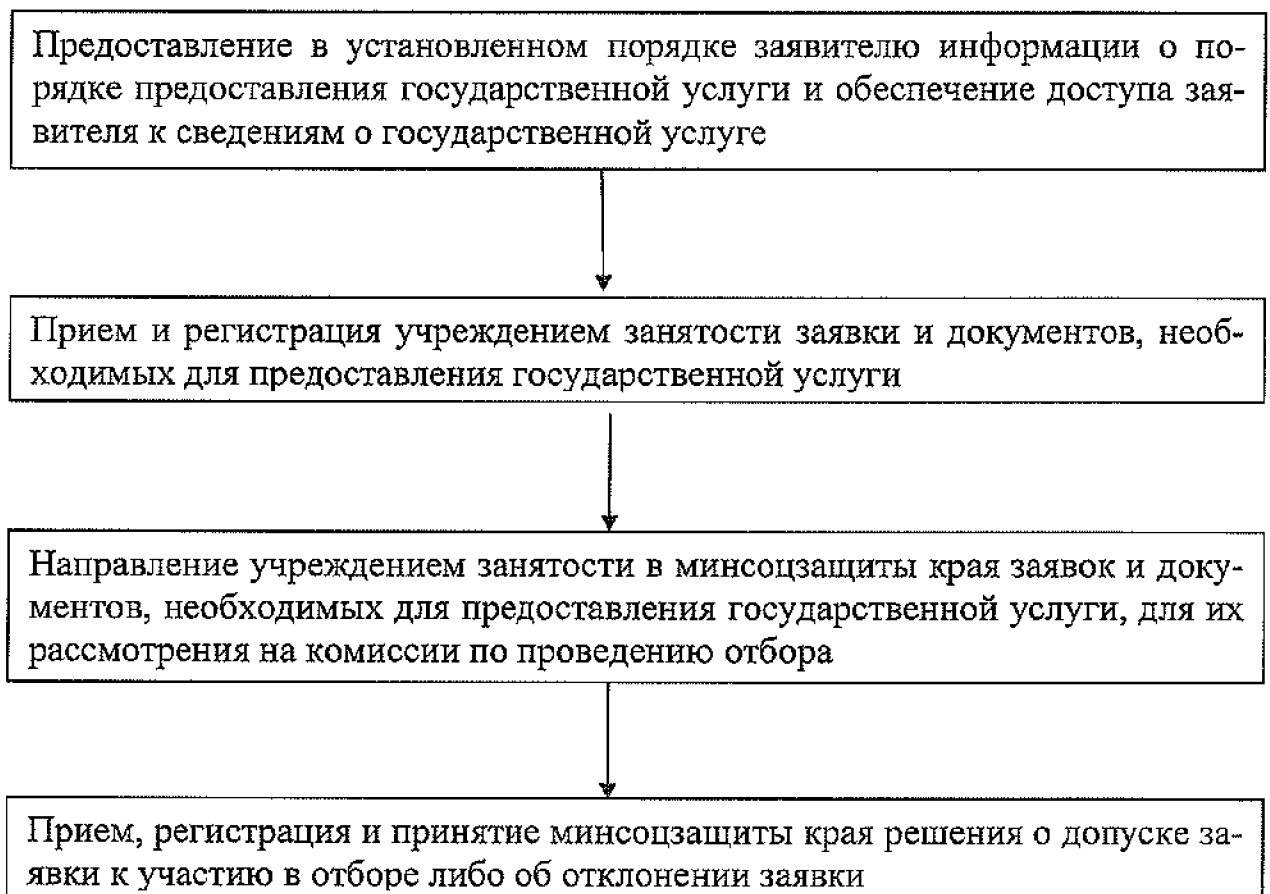 Предоставление в установленном порядке заявителю информации о по-
рядке предоставления государственной услуги и обеспечение доступа зая-
вителя к сведениям о государственной услуге
Прием и регистрация учреждением занятости заявки и документов, необ-
ходимых для предоставления государственной услуги
Направление учреждением занятости в минсоцзащиты края заявок и доку-
ментов, необходимых для предоставления государственной услуги, для их
рассмотрения на комиссии по проведению отбора
Прием, регистрация и принятие минсоцзащиты края решения о допуске за-
явки к участию в отборе либо об отклонении заявки